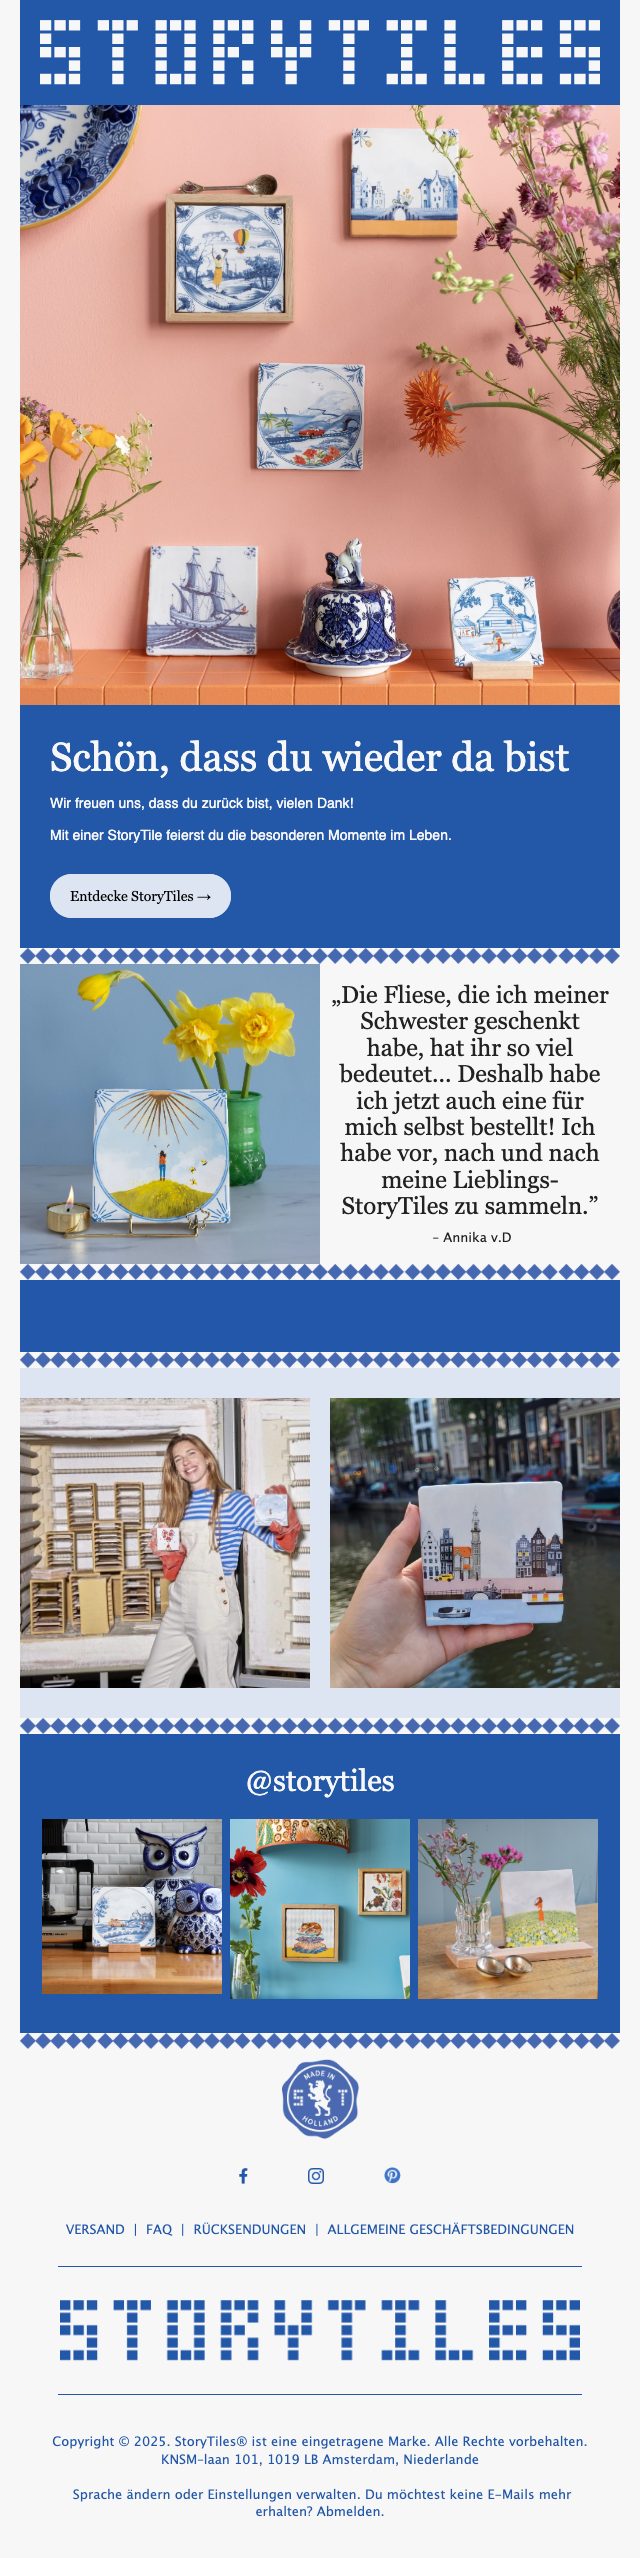 STORYTILES
Schön, dass du wieder da bist
Wir freuen uns, dass du zurück bist, vielen Dank!
Mit einer StoryTile feierst du die besonderen Momente im Leben.
Entdecke StoryTiles →
„Die Fliese, die ich meiner
Schwester geschenkt
habe, hat ihr so viel
bedeutet... Deshalb habe
ich jetzt auch eine für
mich selbst bestellt! Ich
habe vor, nach und nach
meine Lieblings-
StoryTiles zu sammeln.”
- Annika v.D
@storytiles
MADE IN
S T
HOLLAND
VERSAND | FAQ | RÜCKSENDUNGEN | ALLGEMEINE GESCHÄFTSBEDINGUNGEN
STORYTILES
Copyright © 2025. StoryTiles® ist eine eingetragene Marke. Alle Rechte vorbehalten.
KNSM-laan 101, 1019 LB Amsterdam, Niederlande
Sprache ändern oder Einstellungen verwalten. Du möchtest keine E-Mails mehr
erhalten? Abmelden.